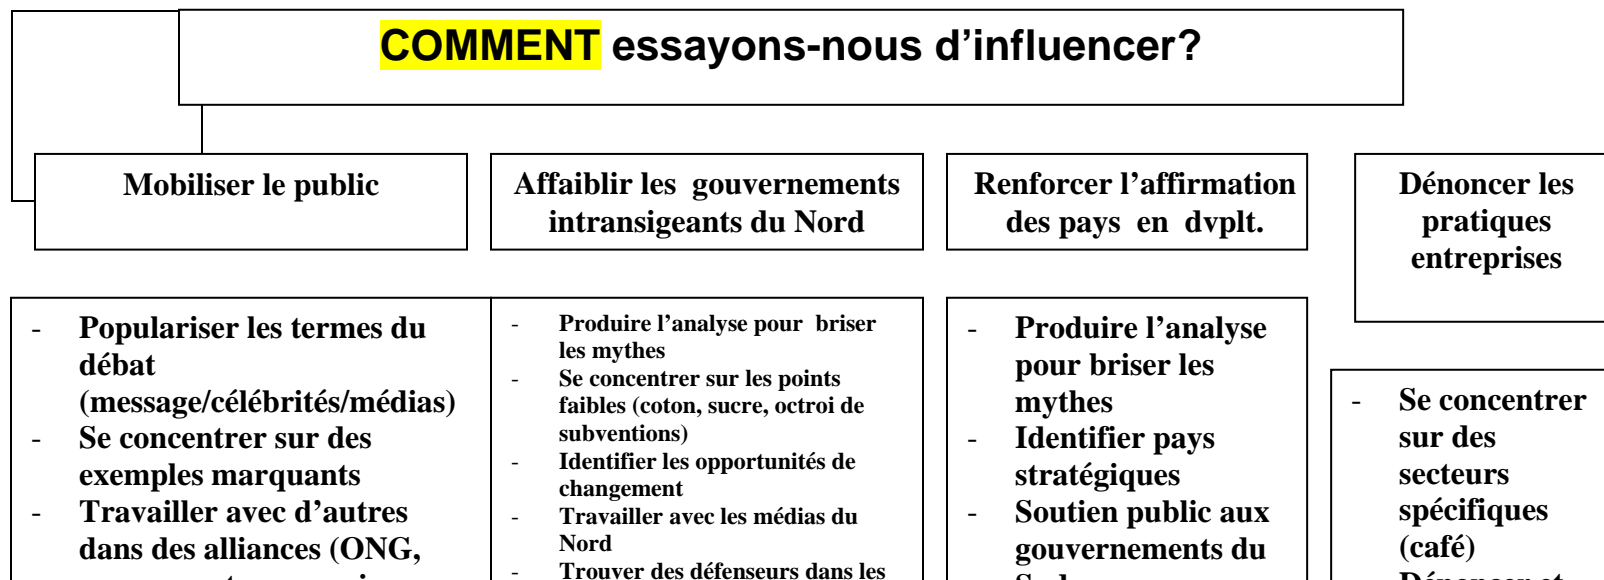 COMMENT essayons-nous d’influencer?
Mobiliser le public
Affaiblir les gouvernements
intransigeants du Nord
Renforcer l’affirmation
des pays en dvplt.
Dénoncer les
pratiques
entreprises
- Populariser les termes du
débat
(message/célébrités/médias)
- Se concentrer sur des
exemples marquants
- Travailler avec d’autres
dans des alliances (ONG,
- Produire l’analyse pour briser
les mythes
- Se concentrer sur les points
faibles (coton, sucre, octroi de
subventions)
- Identifier les opportunités de
changement
- Travailler avec les médias du
Nord
- Trouver des défenseurs dans les
- Produire l’analyse
pour briser les
mythes
- Identifier pays
stratégiques
- Soutien public aux
gouvernements du
- Se concentrer
sur des
secteurs
spécifiques
(café)
- Dénoncer et